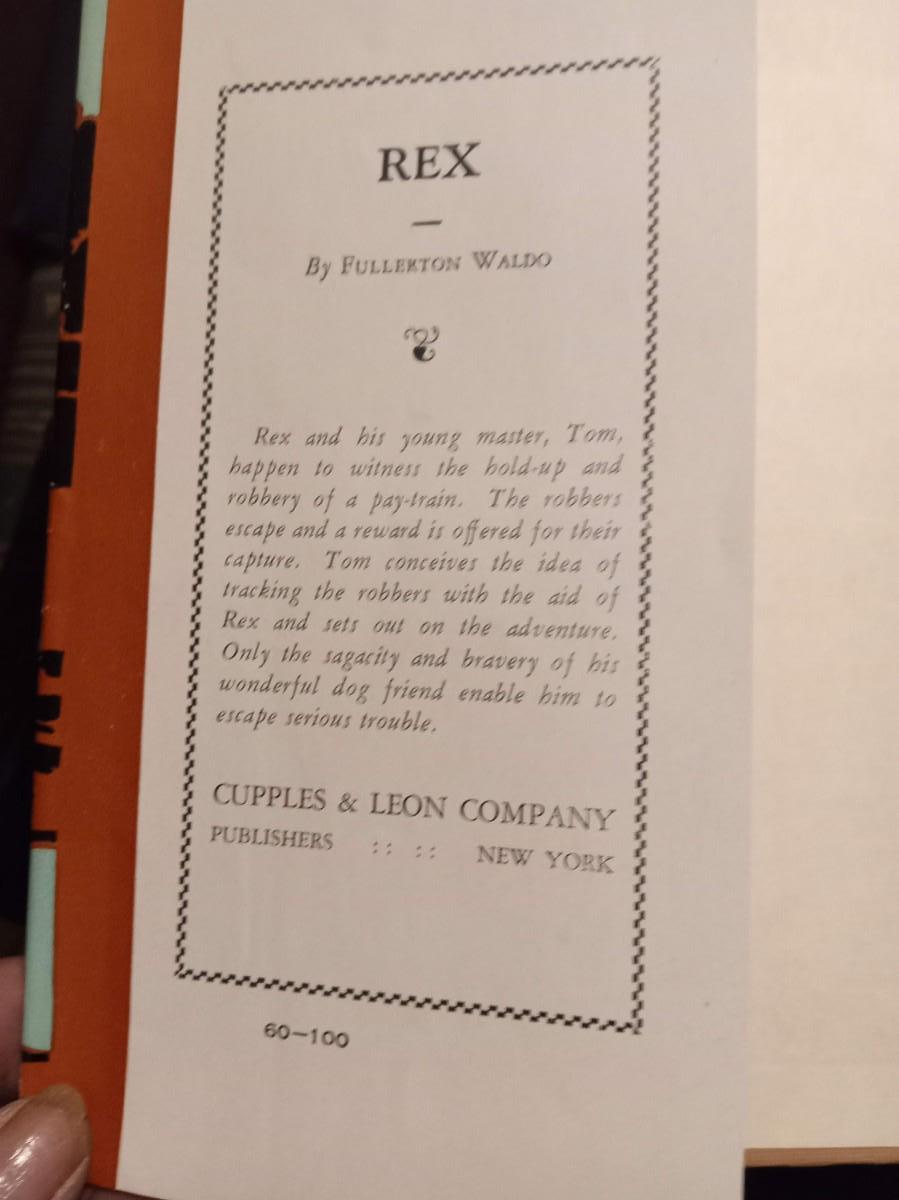 REX
—
By FULLERTON WALDO
Rex and his young master, Tom,
happen to witness the hold-up and
robbery of a pay-train. The robbers
escape and a reward is offered for their
capture. Tom conceives the idea of
tracking the robbers with the aid of
Rex and sets out on the adventure.
Only the sagacity and bravery of his
wonderful dog friend enable him to
escape serious trouble.
CUPPLES & LEON COMPANY
PUBLISHERS :: :: NEW YORK
60—100